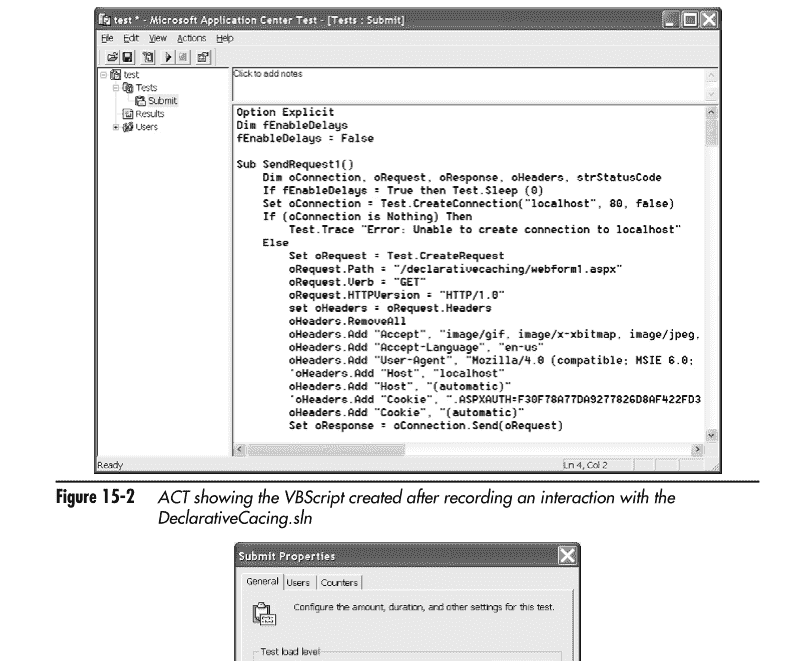 test * - Microsoft Application Center Test - [Tests : Submit]
File Edit View Actions Help
test
Tests
Submit
Results
Users
Click to add notes
Option Explicit
Dim fEnableDelays
fEnableDelays = False
Sub SendRequest1()
Dim oConnection, oRequest, oResponse, oHeaders, strStatusCode
If fEnableDelays = True then Test.Sleep (0)
Set oConnection = Test.CreateConnection("localhost", 80, false)
If (oConnection is Nothing) Then
Test.Trace "Error: Unable to create connection to localhost"
Else
Set oRequest = Test.CreateRequest
oRequest.Path = "/declarativecaching/webform1.aspx"
oRequest.Verb = "GET"
oRequest.HTTPVersion = "HTTP/1.0"
set oHeaders = oRequest.Headers
oHeaders.RemoveAll
oHeaders.Add "Accept", "image/gif, image/x-xbitmap, image/jpeg,
oHeaders.Add "Accept-Language", "en-us"
oHeaders.Add "User-Agent", "Mozilla/4.0 (compatible; MSIE 6.0;
'oHeaders.Add "Host", "localhost"
oHeaders.Add "Host", "(automatic)"
'oHeaders.Add "Cookie", ".ASPXAUTH=F30F78A77DA9277826D8AF422FD3
oHeaders.Add "Cookie", "(automatic)"
Set oResponse = oConnection.Send(oRequest)
Ready
Ln 4, Col 2
Figure 15-2 ACT showing the VBScript created after recording an interaction with the
DeclarativeCacing.sln
Submit Properties
General Users Counters
Configure the amount, duration, and other settings for this test.
Test load level